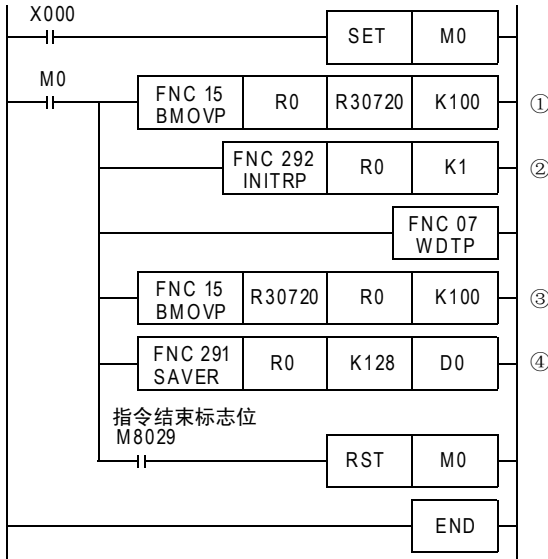 X000
SET M0
M0
FNC 15 BMOVP R0 R30720 K100 ①
FNC 292 INITRP R0 K1 ②
FNC 07 WDTP
FNC 15 BMOVP R30720 R0 K100 ③
FNC 291 SAVER R0 K128 D0 ④
指令结束标志位
M8029
RST M0
END